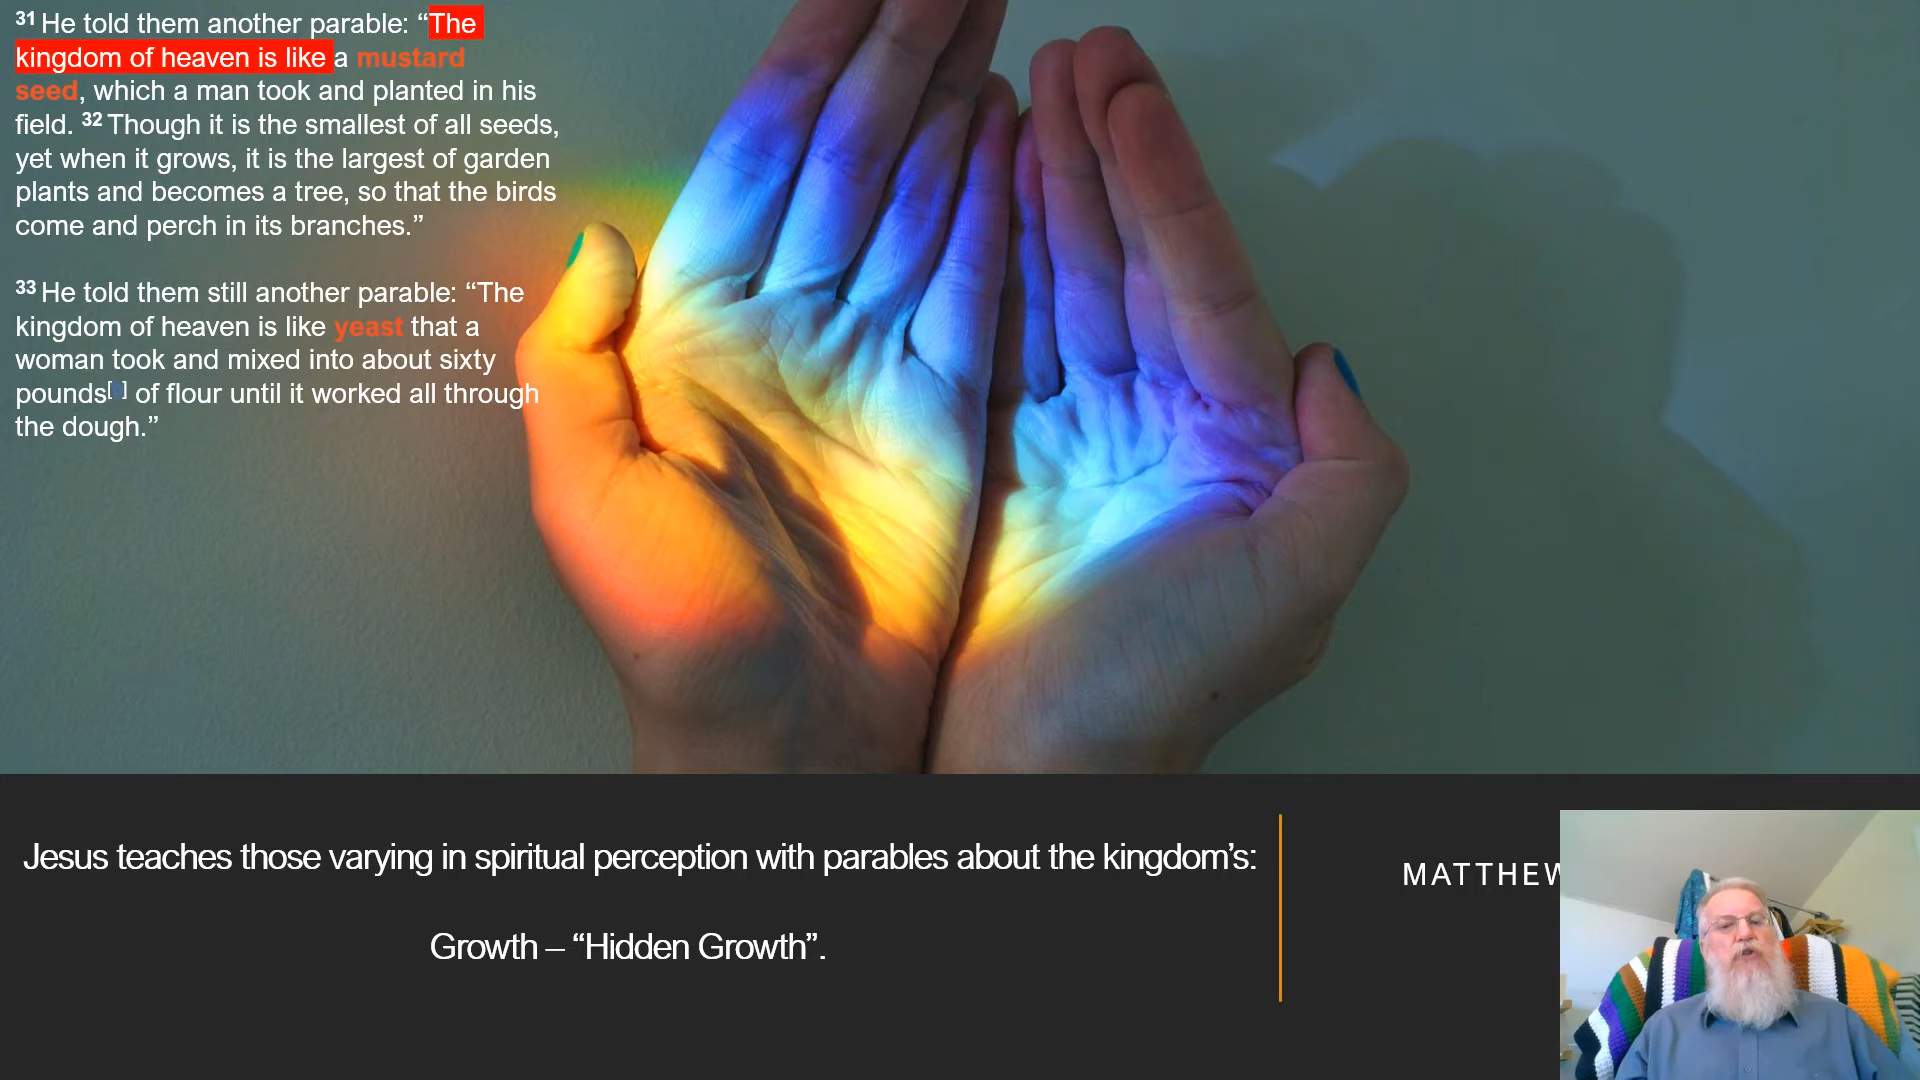 31 He told them another parable: “The
kingdom of heaven is like a mustard
seed, which a man took and planted in his
field. 32 Though it is the smallest of all seeds,
yet when it grows, it is the largest of garden
plants and becomes a tree, so that the birds
come and perch in its branches.”
33 He told them still another parable: “The
kingdom of heaven is like yeast that a
woman took and mixed into about sixty
pounds[ ] of flour until it worked all through
the dough.”
Jesus teaches those varying in spiritual perception with parables about the kingdom’s:
Growth – “Hidden Growth”.
MATTHEW